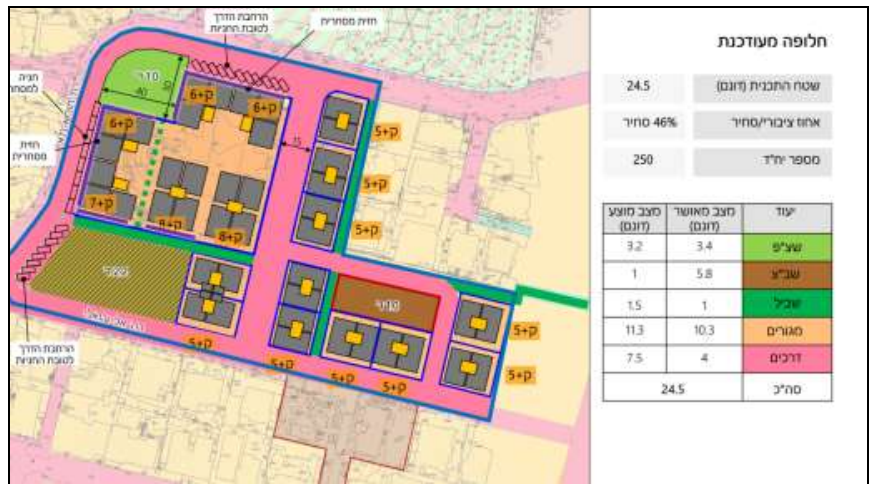 חלופה מעודכנת
שטח התכנית (דונם) 24.5
אחוז ציבורי/סחיר 46% סחיר
מספר יח"ד 250
יעוד מצב מאושר (דונם) מצב מוצע (דונם)
שצ"פ 3.4 3.2
שב"צ 5.8 1
שביל 1 1.5
מגורים 10.3 11.3
דרכים 4 7.5
סה"כ 24.5
הרחבת הדרך
לטובת החניות
חזית מסחרית
חניה
חזית
מסחרית
40
15
ק+6
ק+6
ק+6
ק+7
ק+8
ק+8
ק+5
ק+5
ק+5
ק+5
ק+5
ק+5
ק+5
ק+5
ק+5
הרחבת הדרך
לטובת החניות